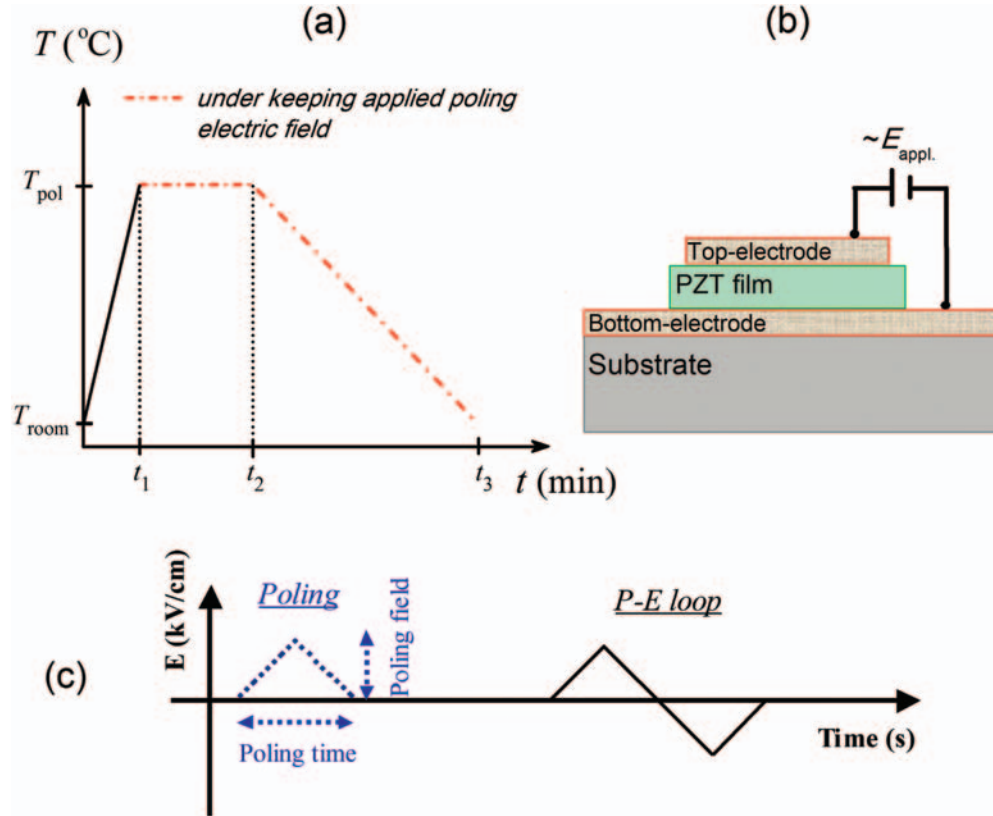 (a)
T (°C)
under keeping applied poling
electric field
T_pol
T_room
t_1
t_2
t_3
t (min)
(b)
~E_appl.
Top-electrode
PZT film
Bottom-electrode
Substrate
(c)
E (kV/cm)
Poling
Poling field
Poling time
P-E loop
Time (s)